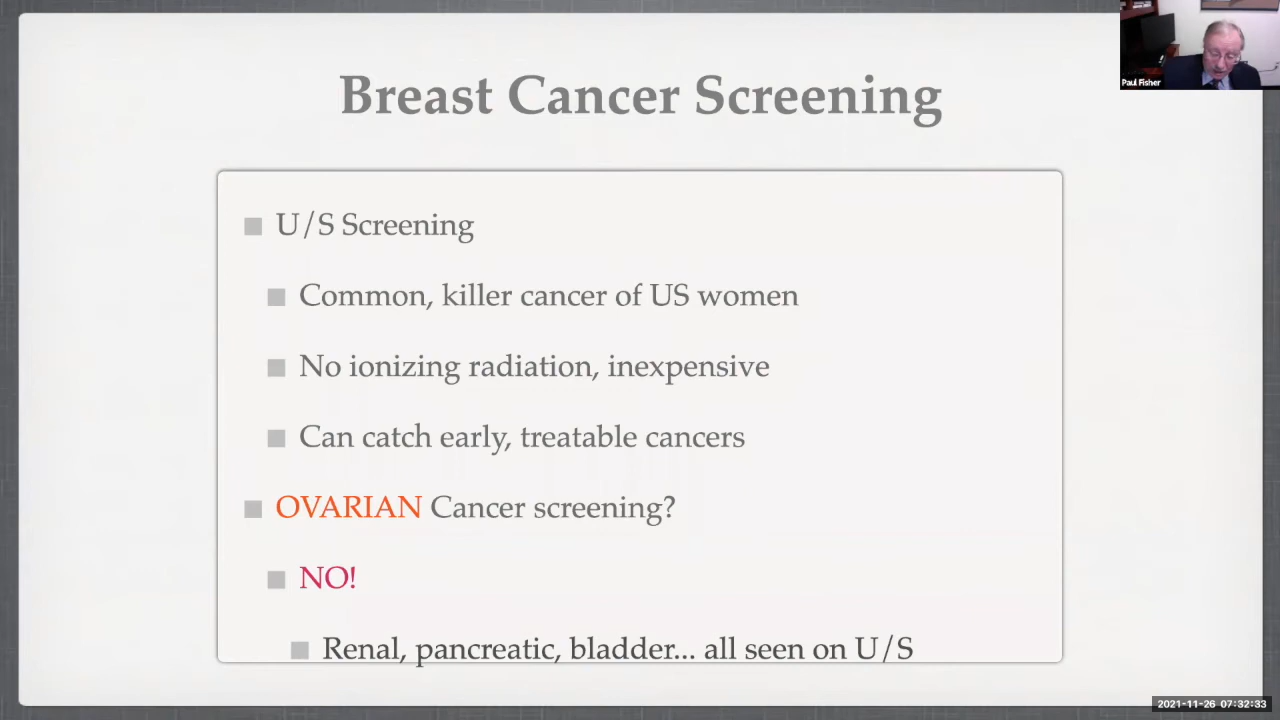 Breast Cancer Screening
Paul Fisher
U/S Screening
Common, killer cancer of US women
No ionizing radiation, inexpensive
Can catch early, treatable cancers
OVARIAN Cancer screening?
NO!
Renal, pancreatic, bladder... all seen on U/S
2021-11-26 07:32:33